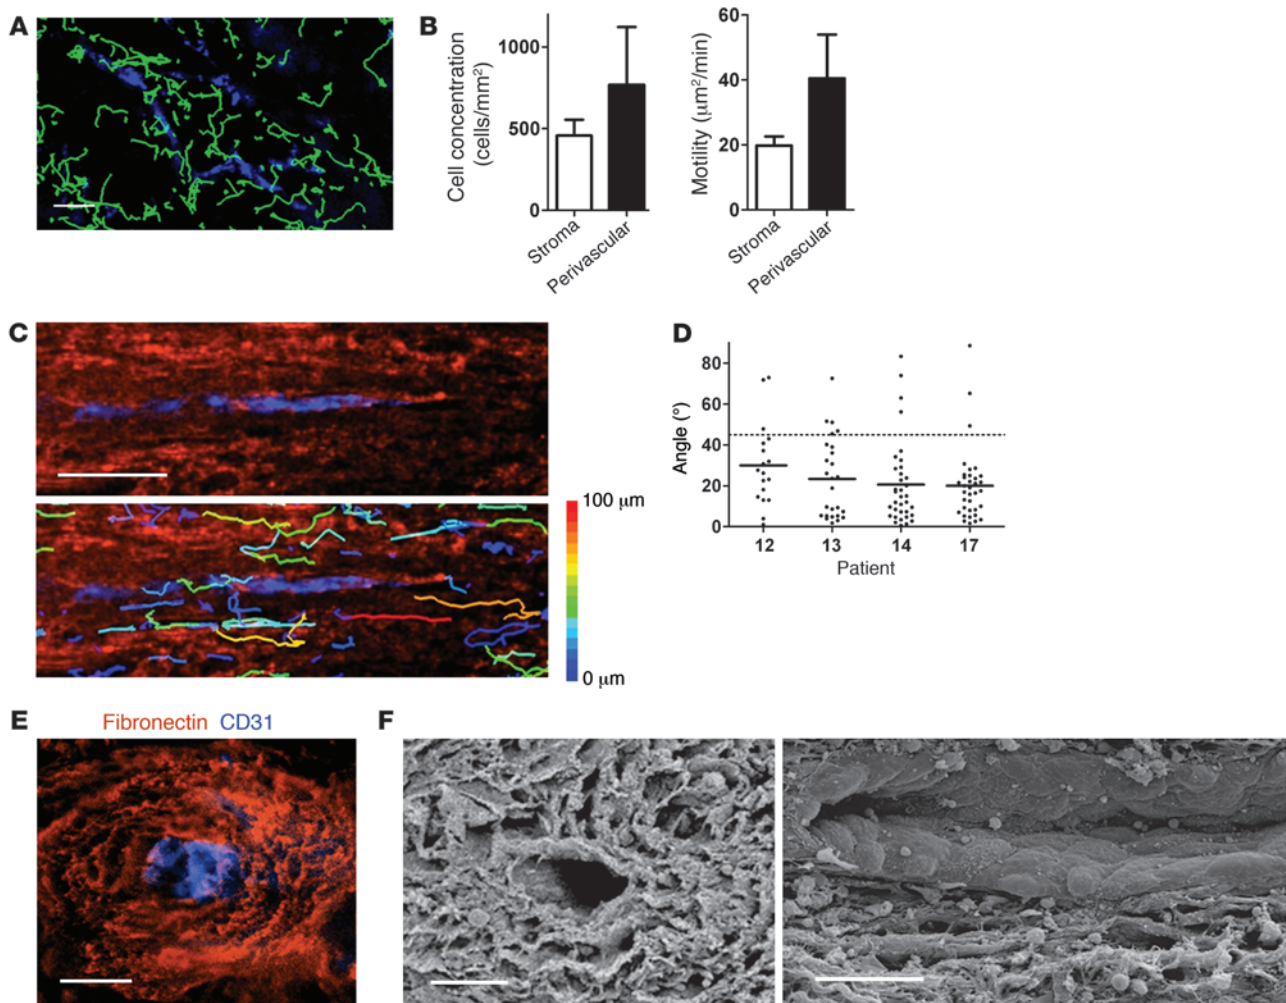 A
B
Cell concentration
(cells/mm²)
1000
500
0
Stroma
Perivascular
Motility (μm²/min)
60
40
20
0
Stroma
Perivascular
C
100 μm
0 μm
D
Angle (°)
80
60
40
20
0
12 13 14 17
Patient
E
Fibronectin CD31
F